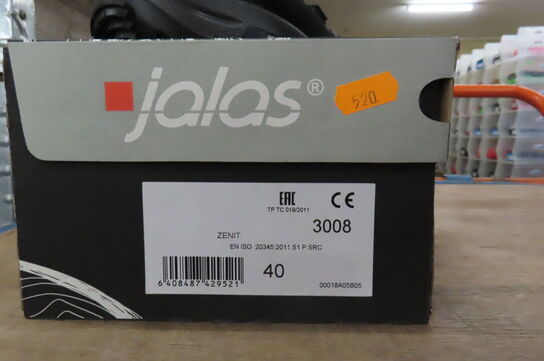 jalas®
520
EAC
TP TC 019/2011
CE
3008
ZENIT
EN ISO 20345:2011 S1 P SRC
40
6 408487 429521
00018A05B05